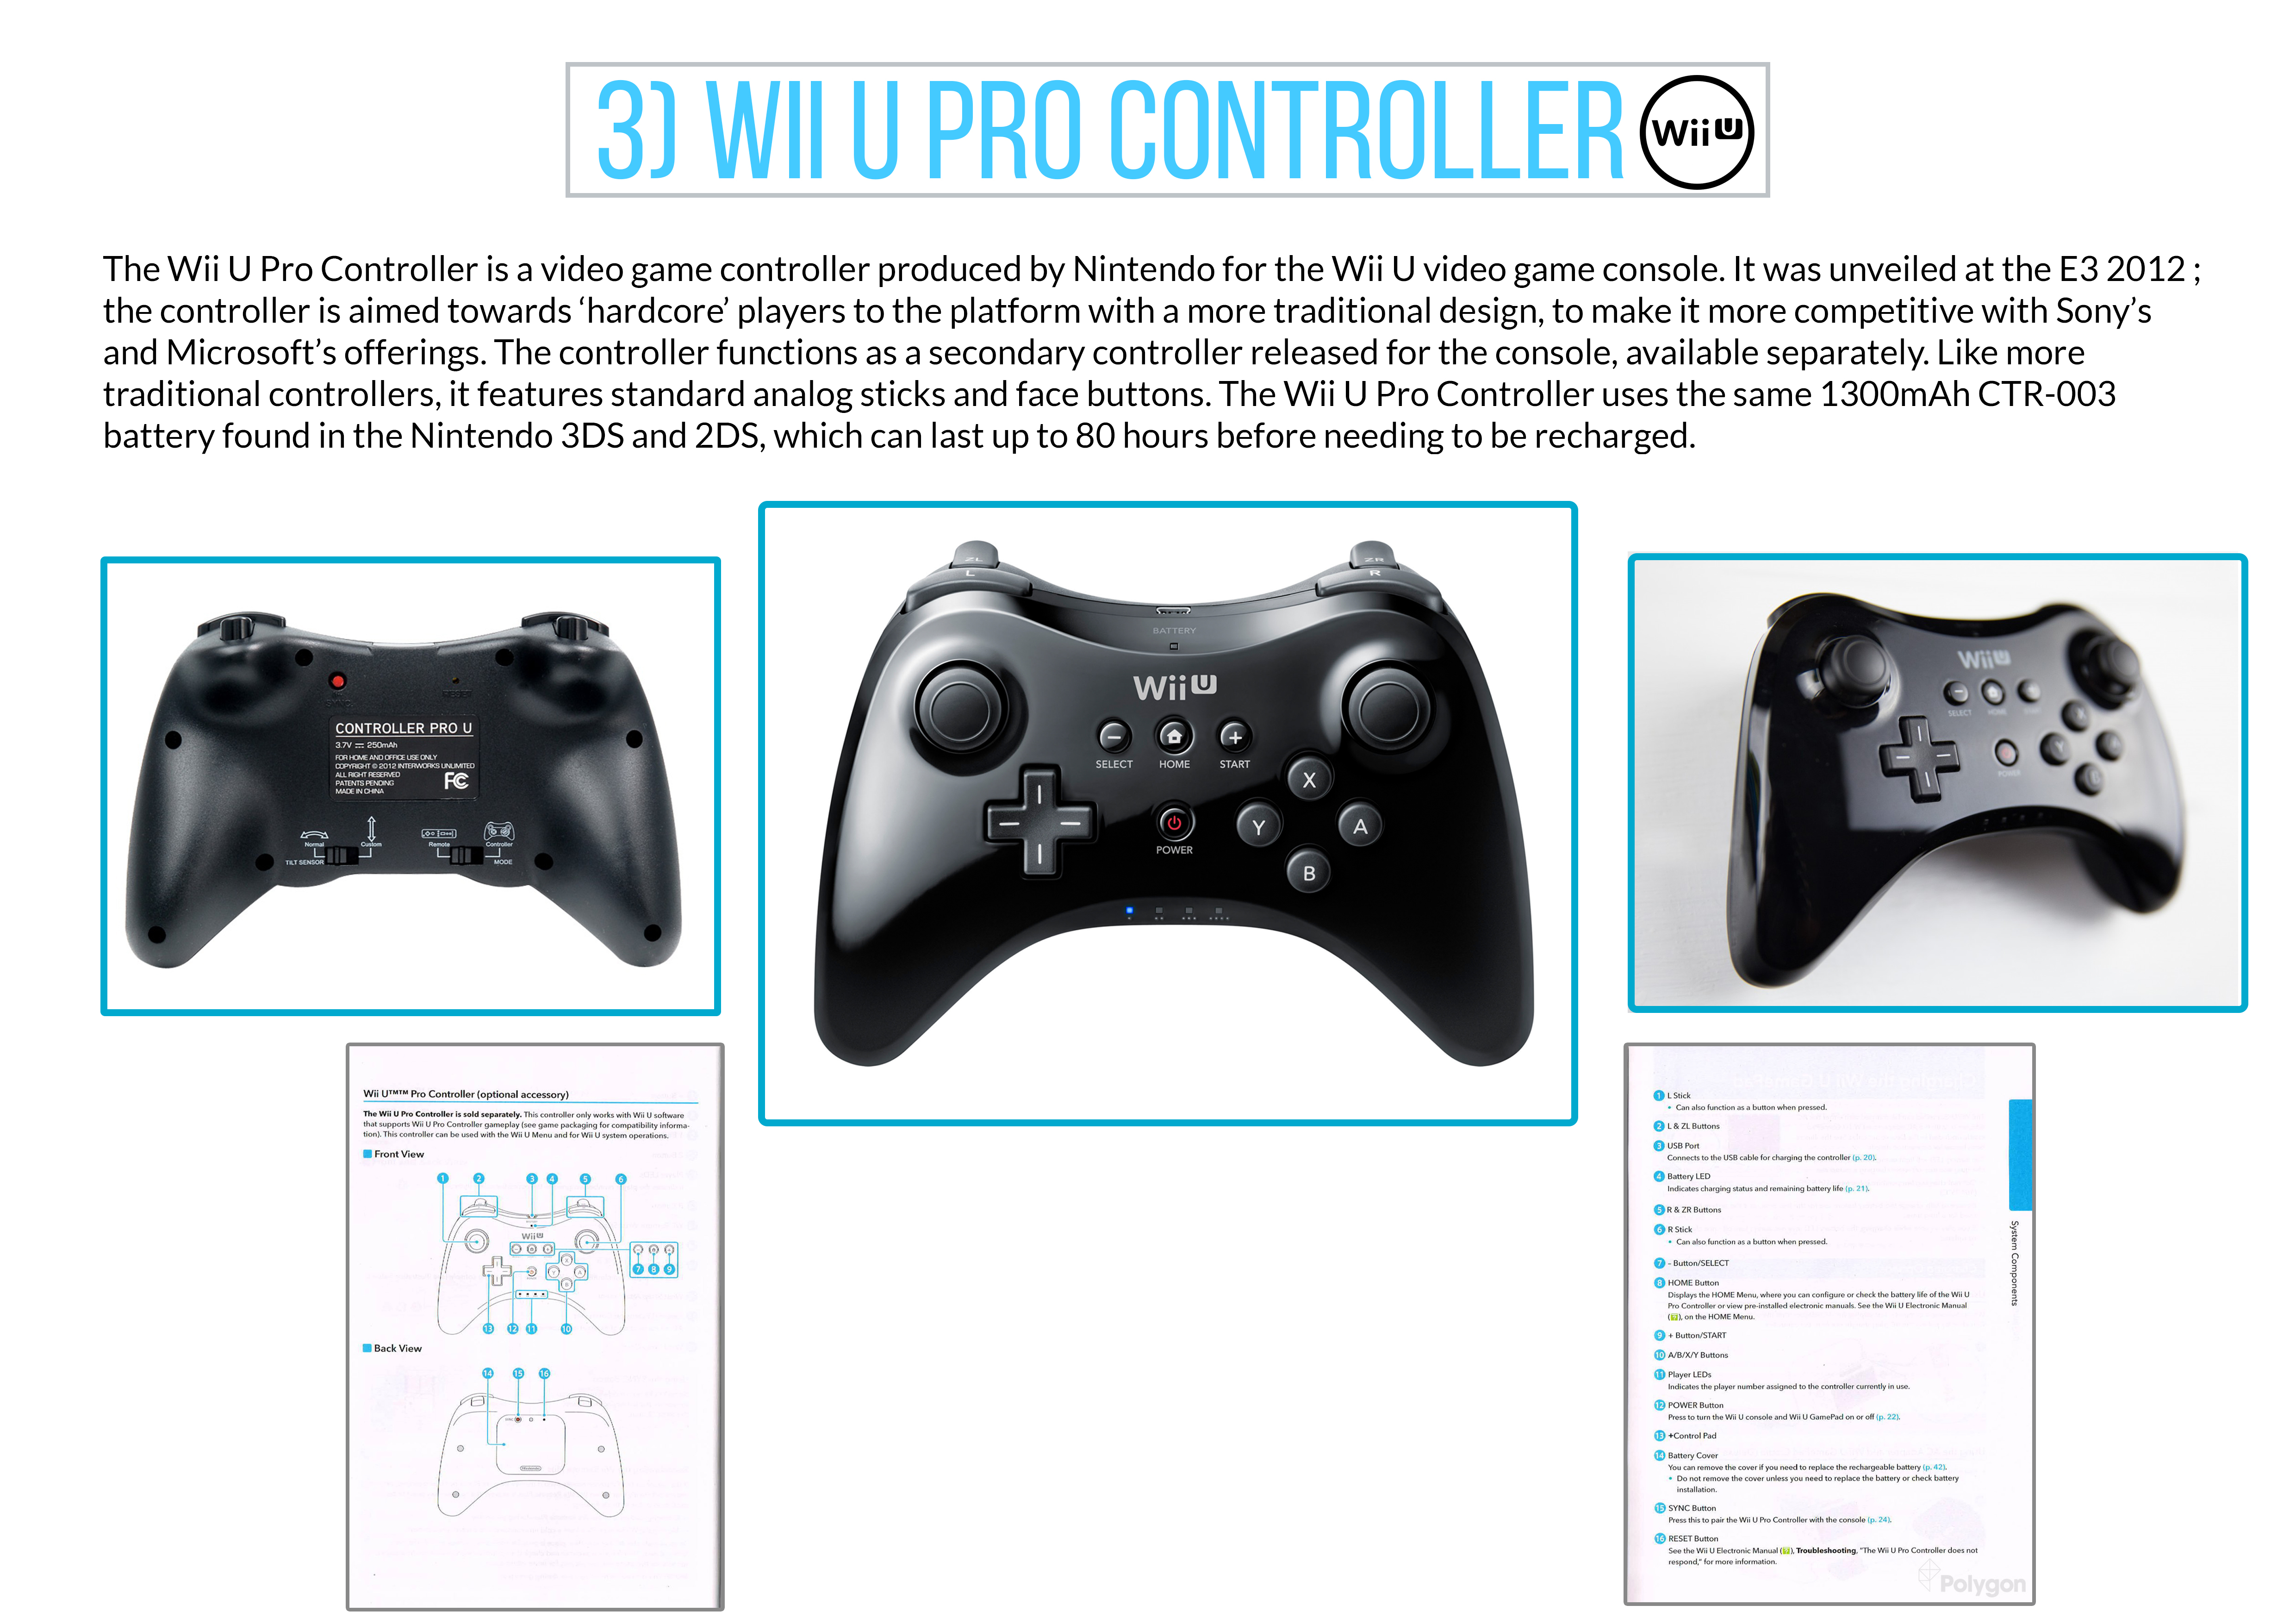 3) WII U PRO CONTROLLER
WiiU
The Wii U Pro Controller is a video game controller produced by Nintendo for the Wii U video game console. It was unveiled at the E3 2012 ;
the controller is aimed towards ‘hardcore’ players to the platform with a more traditional design, to make it more competitive with Sony’s
and Microsoft’s offerings. The controller functions as a secondary controller released for the console, available separately. Like more
traditional controllers, it features standard analog sticks and face buttons. The Wii U Pro Controller uses the same 1300mAh CTR-003
battery found in the Nintendo 3DS and 2DS, which can last up to 80 hours before needing to be recharged.
SYNC
RESET
CONTROLLER PRO U
3.7V 250mAh
FOR HOME AND OFFICE USE ONLY
COPYRIGHT © 2012 INTERWORKS UNLIMITED
ALL RIGHT RESERVED
PATENTS PENDING
MADE IN CHINA
FC
Normal Custom Remote Controller
TILT SENSOR MODE
ZL ZR
L R
BATTERY
WiiU
SELECT HOME START
X
Y A
B
POWER
WiiU
SELECT HOME
X
Y A
B
POWER
Wii U™™ Pro Controller (optional accessory)
The Wii U Pro Controller is sold separately. This controller only works with Wii U software
that supports Wii U Pro Controller gameplay (see game packaging for compatibility informa-
tion). This controller can be used with the Wii U Menu and for Wii U system operations.
Front View
1 2 3 4 5 6
WiiU
7 8 9
13 12 11 10
Back View
14 15 16
SYNC
Nintendo
1 L Stick
• Can also function as a button when pressed.
2 L & ZL Buttons
3 USB Port
Connects to the USB cable for charging the controller (p. 20).
4 Battery LED
Indicates charging status and remaining battery life (p. 21).
5 R & ZR Buttons
6 R Stick
• Can also function as a button when pressed.
7 – Button/SELECT
8 HOME Button
Displays the HOME Menu, where you can configure or check the battery life of the Wii U
Pro Controller or view pre-installed electronic manuals. See the Wii U Electronic Manual
(?), on the HOME Menu.
9 + Button/START
10 A/B/X/Y Buttons
11 Player LEDs
Indicates the player number assigned to the controller currently in use.
12 POWER Button
Press to turn the Wii U console and Wii U GamePad on or off (p. 22).
13 +Control Pad
14 Battery Cover
You can remove the cover if you need to replace the rechargeable battery (p. 42).
• Do not remove the cover unless you need to replace the battery or check battery
installation.
15 SYNC Button
Press this to pair the Wii U Pro Controller with the console (p. 24).
16 RESET Button
See the Wii U Electronic Manual (?), Troubleshooting, "The Wii U Pro Controller does not
respond," for more information.
System Components
Polygon